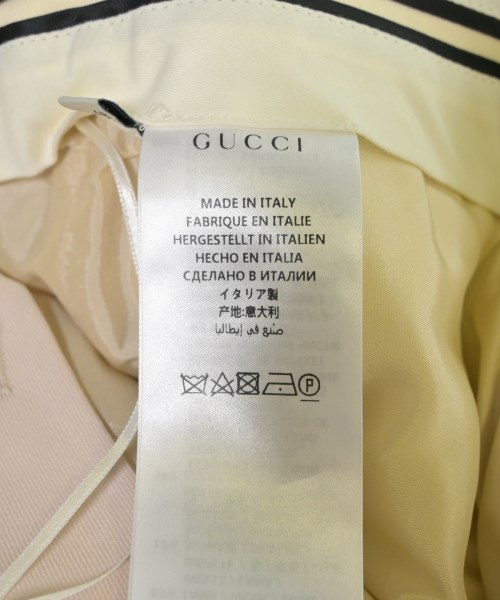 GUCCI
MADE IN ITALY
FABRIQUE EN ITALIE
HERGESTELLT IN ITALIEN
HECHO EN ITALIA
СДЕЛАНО В ИТАЛИИ
イタリア製
产地:意大利
صنع في إيطاليا
P